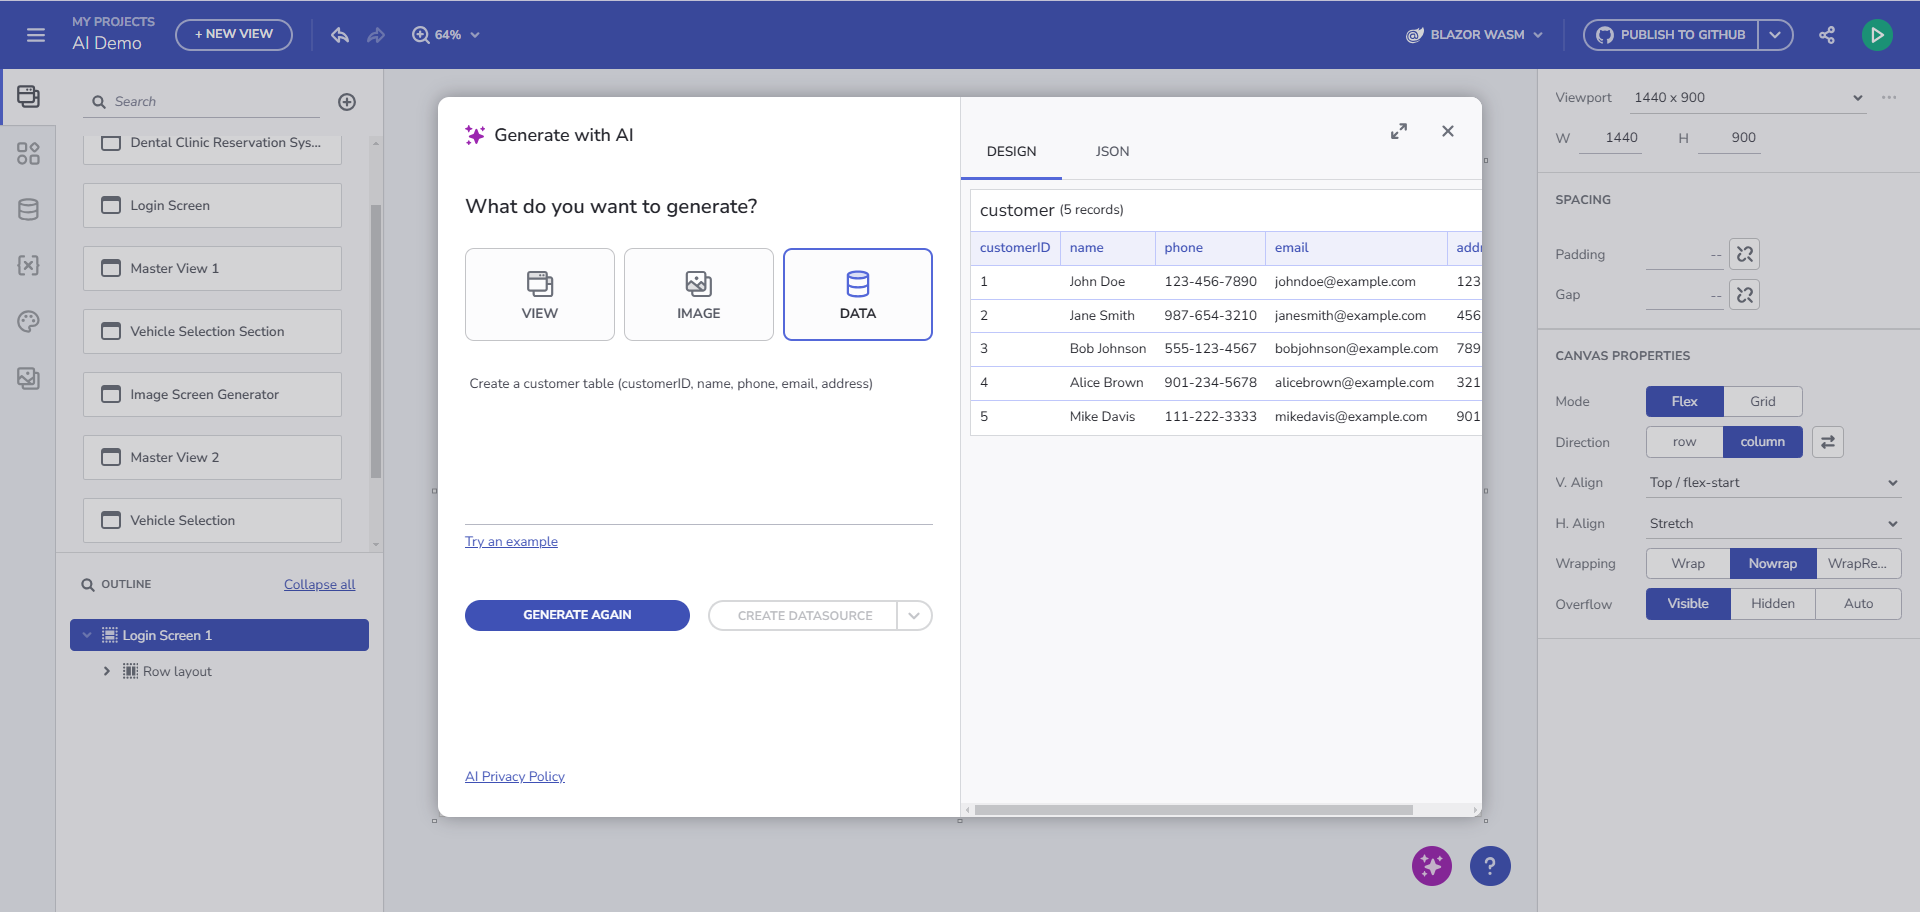 MY PROJECTS
AI Demo
+ NEW VIEW
64%
BLAZOR WASM
PUBLISH TO GITHUB
Search
Dental Clinic Reservation Sys...
Login Screen
Master View 1
Vehicle Selection Section
Image Screen Generator
Master View 2
Vehicle Selection
OUTLINE
Collapse all
Login Screen 1
Row layout
Generate with AI
What do you want to generate?
VIEW
IMAGE
DATA
Create a customer table (customerID, name, phone, email, address)
Try an example
GENERATE AGAIN
CREATE DATASOURCE
AI Privacy Policy
DESIGN
JSON
customer (5 records)
customerID name phone email addr
1 John Doe 123-456-7890 johndoe@example.com 123
2 Jane Smith 987-654-3210 janesmith@example.com 456
3 Bob Johnson 555-123-4567 bobjohnson@example.com 789
4 Alice Brown 901-234-5678 alicebrown@example.com 321
5 Mike Davis 111-222-3333 mikedavis@example.com 901
?
Viewport 1440 x 900
W 1440 H 900
SPACING
Padding --
Gap --
CANVAS PROPERTIES
Mode Flex Grid
Direction row column
V. Align Top / flex-start
H. Align Stretch
Wrapping Wrap Nowrap WrapRe...
Overflow Visible Hidden Auto